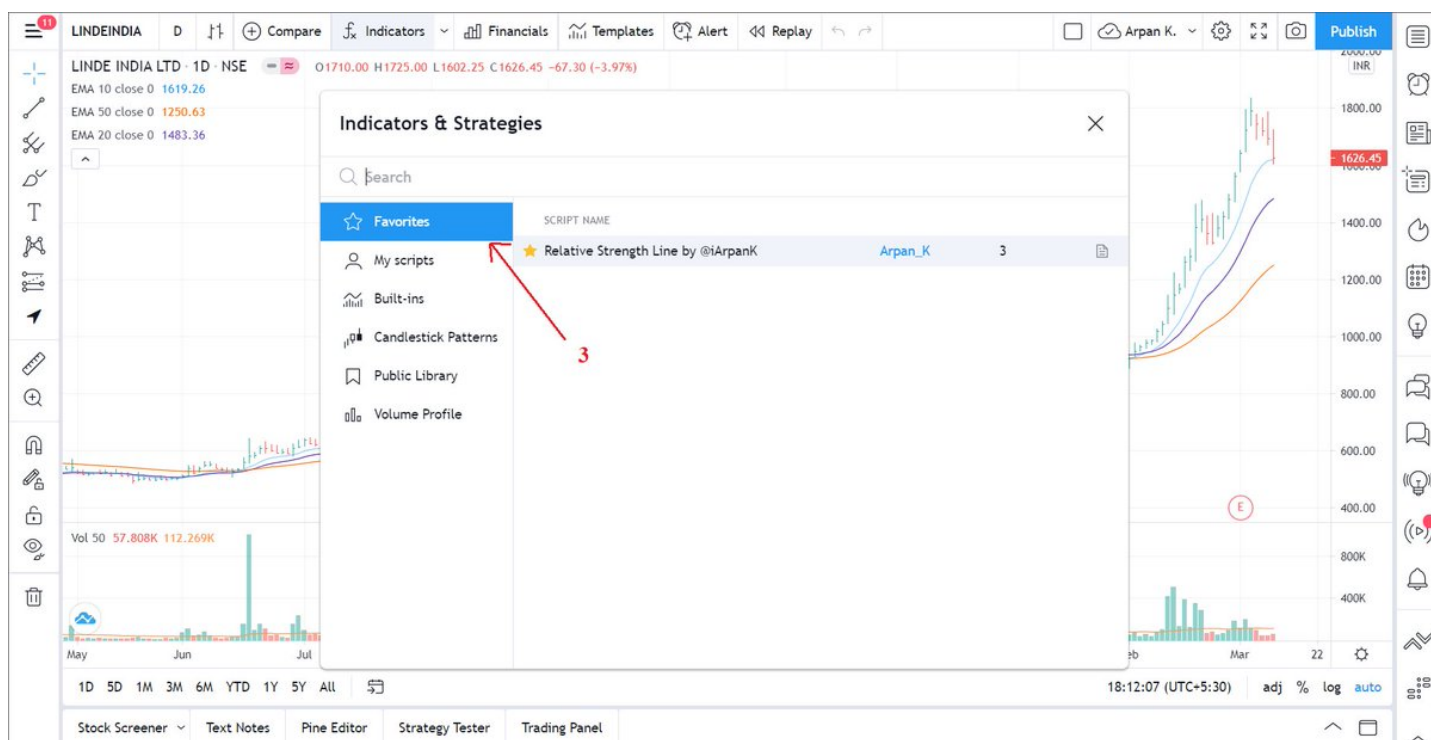 11
LINDEINDIA D Compare Indicators Financials Templates Alert Replay Arpan K. Publish
LINDE INDIA LTD · 1D · NSE O1710.00 H1725.00 L1602.25 C1626.45 −67.30 (−3.97%)
EMA 10 close 0 1619.26
EMA 50 close 0 1250.63
EMA 20 close 0 1483.36
Indicators & Strategies
Search
Favorites
My scripts
Built-ins
Candlestick Patterns
Public Library
Volume Profile
SCRIPT NAME
Relative Strength Line by @iArpanK Arpan_K 3
3
2000.00
INR
1800.00
1626.45
1600.00
1400.00
1200.00
1000.00
800.00
600.00
400.00
E
Vol 50 57.808K 112.269K
800K
400K
May Jun Jul eb Mar 22
1D 5D 1M 3M 6M YTD 1Y 5Y All 18:12:07 (UTC+5:30) adj % log auto
Stock Screener Text Notes Pine Editor Strategy Tester Trading Panel